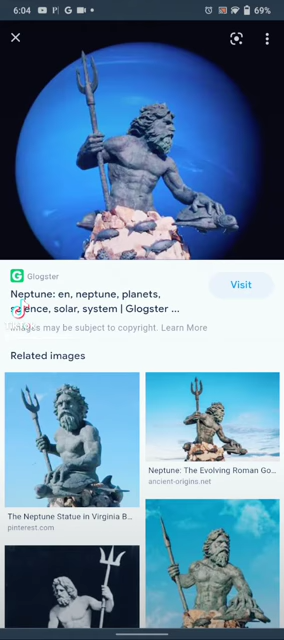 6:04
69%
Glogster
Neptune: en, neptune, planets,
science, solar, system | Glogster ...
Visit
Images may be subject to copyright. Learn More
Related images
The Neptune Statue in Virginia B...
pinterest.com
Neptune: The Evolving Roman Go...
ancient-origins.net